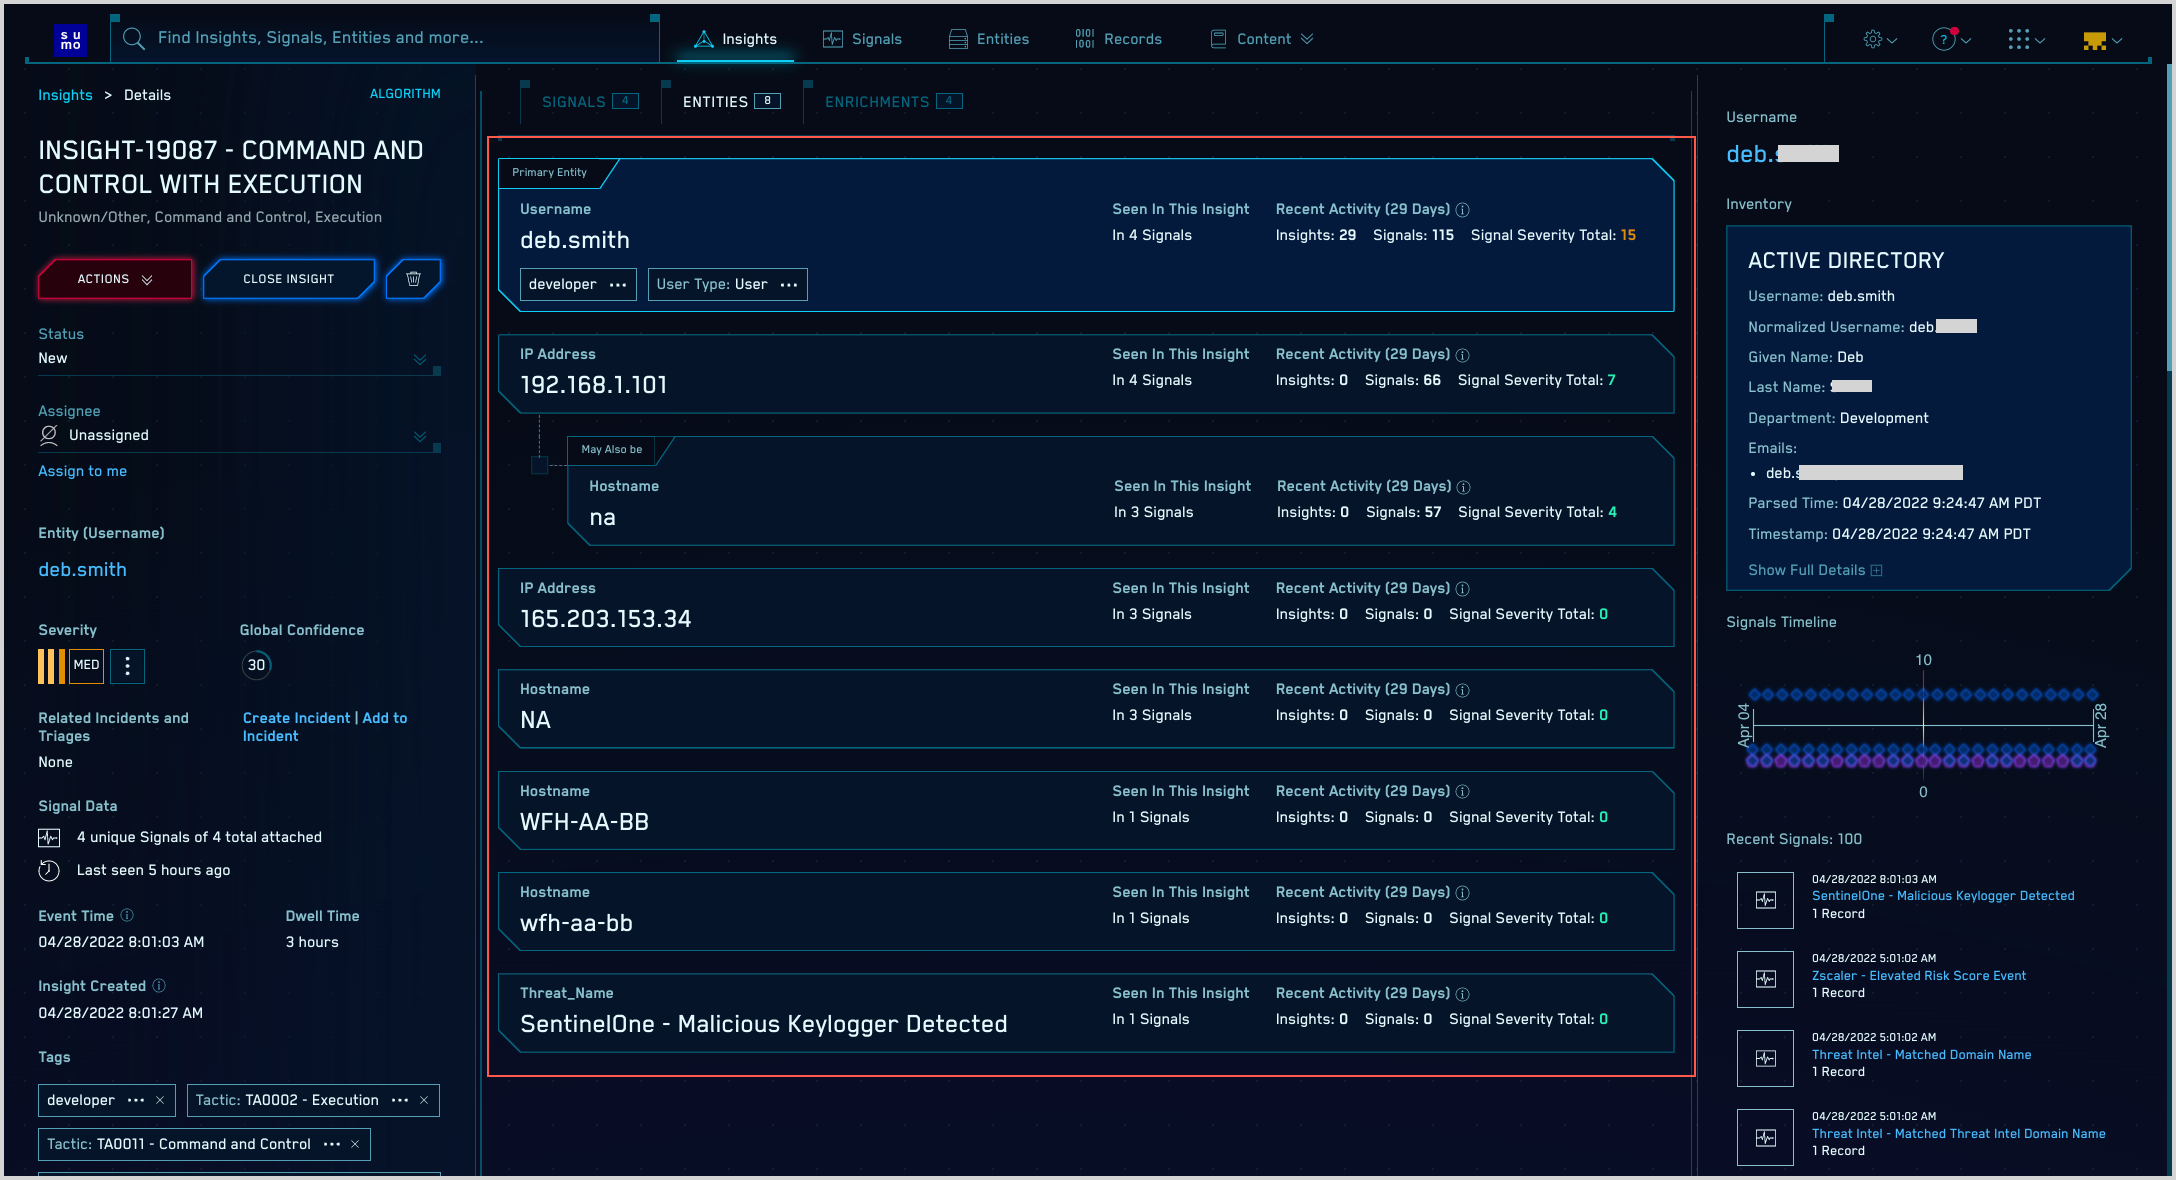 su
mo
Find Insights, Signals, Entities and more...
Insights
Signals
Entities
Records
Content
Insights > Details
ALGORITHM
INSIGHT-19087 - COMMAND AND
CONTROL WITH EXECUTION
Unknown/Other, Command and Control, Execution
ACTIONS
CLOSE INSIGHT
Status
New
Assignee
Unassigned
Assign to me
Entity (Username)
deb.smith
Severity
Global Confidence
MED
30
Related Incidents and
Triages
Create Incident | Add to
Incident
None
Signal Data
4 unique Signals of 4 total attached
Last seen 5 hours ago
Event Time
Dwell Time
04/28/2022 8:01:03 AM
3 hours
Insight Created
04/28/2022 8:01:27 AM
Tags
developer ··· ×
Tactic: TA0002 - Execution ··· ×
Tactic: TA0011 - Command and Control ··· ×
SIGNALS 4
ENTITIES 8
ENRICHMENTS 4
Primary Entity
Username
Seen In This Insight
Recent Activity (29 Days)
deb.smith
In 4 Signals
Insights: 29 Signals: 115 Signal Severity Total: 15
developer ···
User Type: User ···
IP Address
Seen In This Insight
Recent Activity (29 Days)
192.168.1.101
In 4 Signals
Insights: 0 Signals: 66 Signal Severity Total: 7
May Also be
Hostname
Seen In This Insight
Recent Activity (29 Days)
na
In 3 Signals
Insights: 0 Signals: 57 Signal Severity Total: 4
IP Address
Seen In This Insight
Recent Activity (29 Days)
165.203.153.34
In 3 Signals
Insights: 0 Signals: 0 Signal Severity Total: 0
Hostname
Seen In This Insight
Recent Activity (29 Days)
NA
In 3 Signals
Insights: 0 Signals: 0 Signal Severity Total: 0
Hostname
Seen In This Insight
Recent Activity (29 Days)
WFH-AA-BB
In 1 Signals
Insights: 0 Signals: 0 Signal Severity Total: 0
Hostname
Seen In This Insight
Recent Activity (29 Days)
wfh-aa-bb
In 1 Signals
Insights: 0 Signals: 0 Signal Severity Total: 0
Threat_Name
Seen In This Insight
Recent Activity (29 Days)
SentinelOne - Malicious Keylogger Detected
In 1 Signals
Insights: 0 Signals: 0 Signal Severity Total: 0
Username
deb.
Inventory
ACTIVE DIRECTORY
Username: deb.smith
Normalized Username: deb.
Given Name: Deb
Last Name:
Department: Development
Emails:
• deb.
Parsed Time: 04/28/2022 9:24:47 AM PDT
Timestamp: 04/28/2022 9:24:47 AM PDT
Show Full Details
Signals Timeline
10
Apr 04
Apr 28
0
Recent Signals: 100
04/28/2022 8:01:03 AM
SentinelOne - Malicious Keylogger Detected
1 Record
04/28/2022 5:01:02 AM
Zscaler - Elevated Risk Score Event
1 Record
04/28/2022 5:01:02 AM
Threat Intel - Matched Domain Name
1 Record
04/28/2022 5:01:02 AM
Threat Intel - Matched Threat Intel Domain Name
1 Record